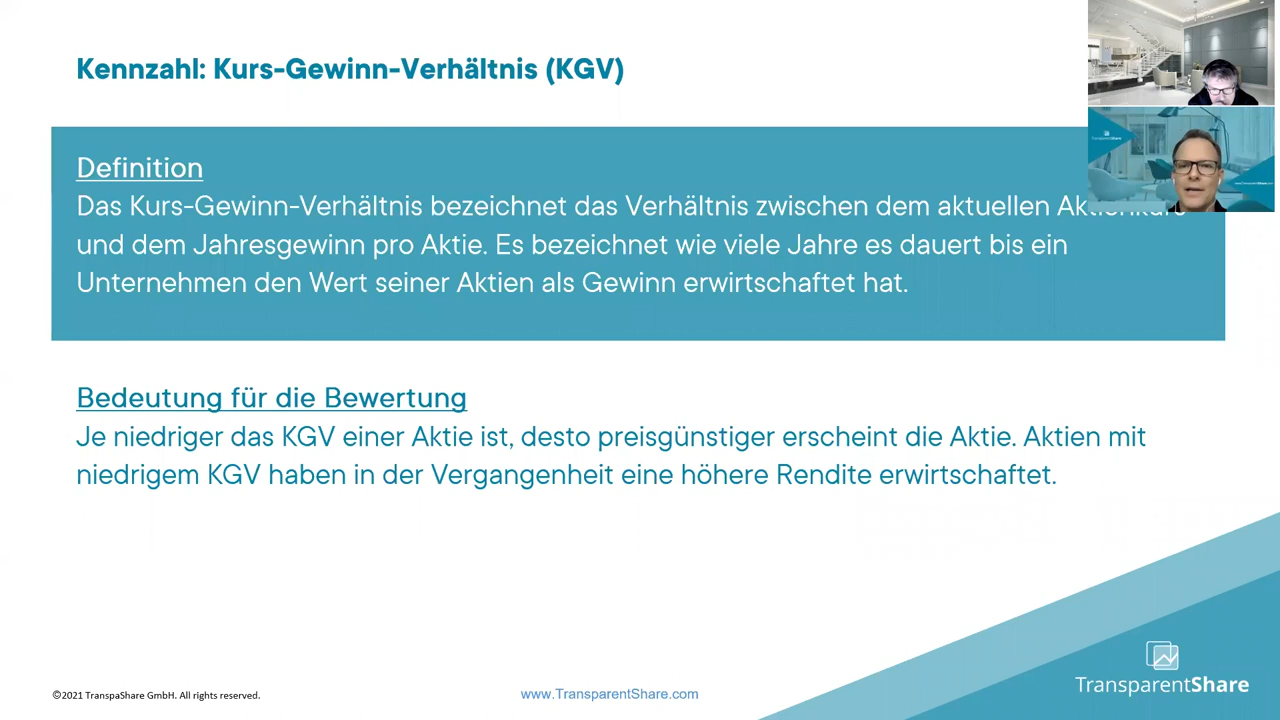 Kennzahl: Kurs-Gewinn-Verhältnis (KGV)
Definition
Das Kurs-Gewinn-Verhältnis bezeichnet das Verhältnis zwischen dem aktuellen Aktienkurs
und dem Jahresgewinn pro Aktie. Es bezeichnet wie viele Jahre es dauert bis ein
Unternehmen den Wert seiner Aktien als Gewinn erwirtschaftet hat.
Bedeutung für die Bewertung
Je niedriger das KGV einer Aktie ist, desto preisgünstiger erscheint die Aktie. Aktien mit
niedrigem KGV haben in der Vergangenheit eine höhere Rendite erwirtschaftet.
©2021 TranspaShare GmbH. All rights reserved.
www.TransparentShare.com
TransparentShare